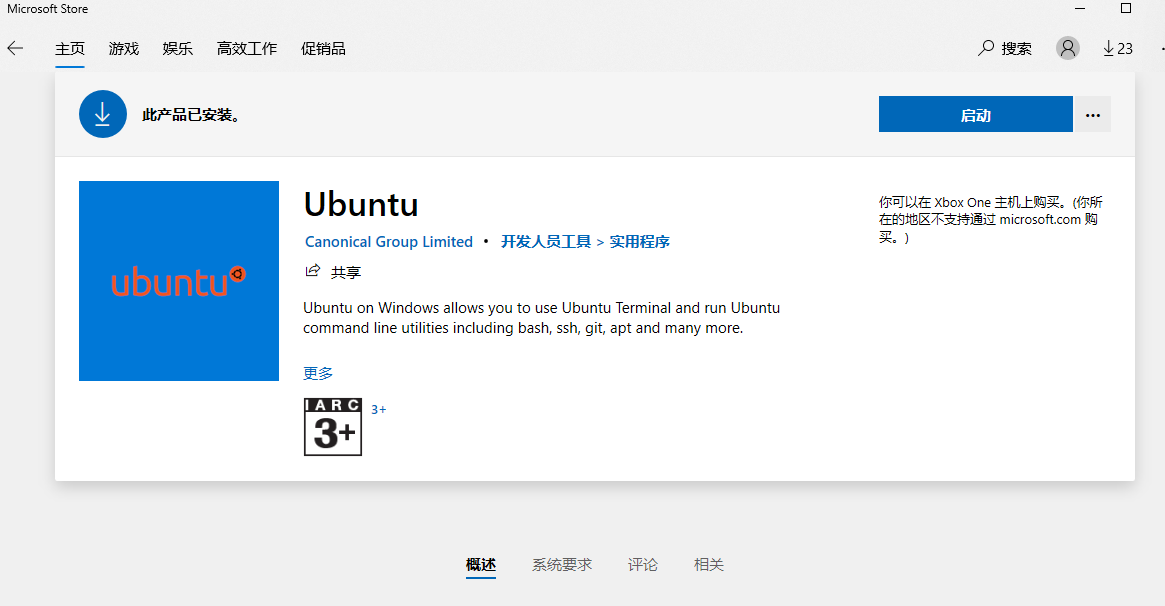 Microsoft Store
主页 游戏 娱乐 高效工作 促销品 搜索 23
此产品已安装。 启动 ...
ubuntu
Ubuntu
Canonical Group Limited • 开发人员工具 > 实用程序
共享
Ubuntu on Windows allows you to use Ubuntu Terminal and run Ubuntu
command line utilities including bash, ssh, git, apt and many more.
更多
IARC
3+
3+
你可以在 Xbox One 主机上购买。(你所
在的地区不支持通过 microsoft.com 购
买。)
概述 系统要求 评论 相关